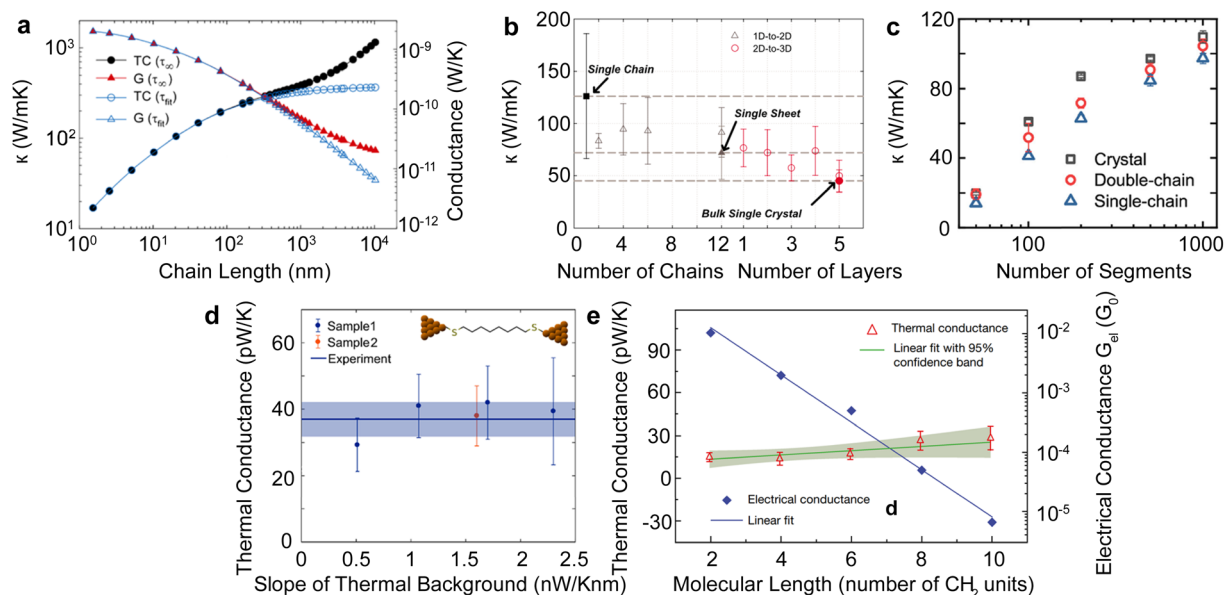 a
κ (W/mK)
10³
10²
10¹
TC (τ∞)
G (τ∞)
TC (τfit)
G (τfit)
10⁻⁹
10⁻¹⁰
10⁻¹¹
10⁻¹²
Conductance (W/K)
10⁰ 10¹ 10² 10³ 10⁴
Chain Length (nm)
b
κ (W/mK)
200
150
100
50
0
1D-to-2D
2D-to-3D
Single Chain
Single Sheet
Bulk Single Crystal
0 4 8 12 1 3 5
Number of Chains Number of Layers
c
κ (W/mK)
120
80
40
0
Crystal
Double-chain
Single-chain
100 1000
Number of Segments
d
Thermal Conductance (pW/K)
60
40
20
0
Sample1
Sample2
Experiment
S
S
0 0.5 1 1.5 2 2.5
Slope of Thermal Background (nW/Knm)
e
Thermal Conductance (pW/K)
90
60
30
15
0
-30
Thermal conductance
Linear fit with 95%
confidence band
Electrical conductance
Linear fit
d
10⁻²
10⁻³
10⁻⁴
10⁻⁵
Electrical Conductance Gel (G0)
2 4 6 8 10
Molecular Length (number of CH2 units)